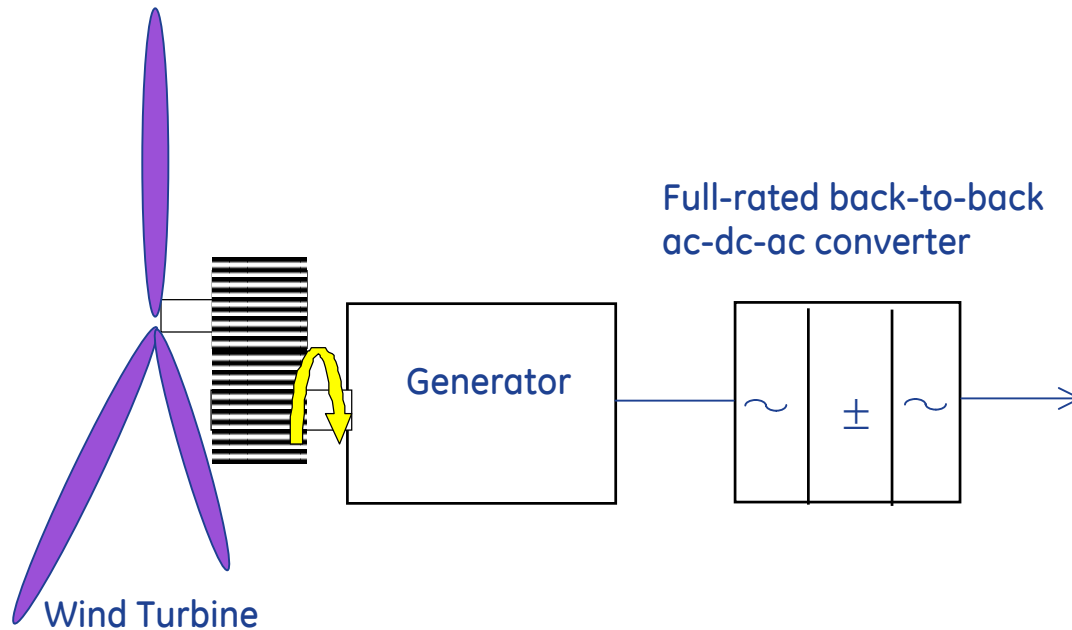 Full-rated back-to-back
ac-dc-ac converter
Generator
~ ± ~
Wind Turbine